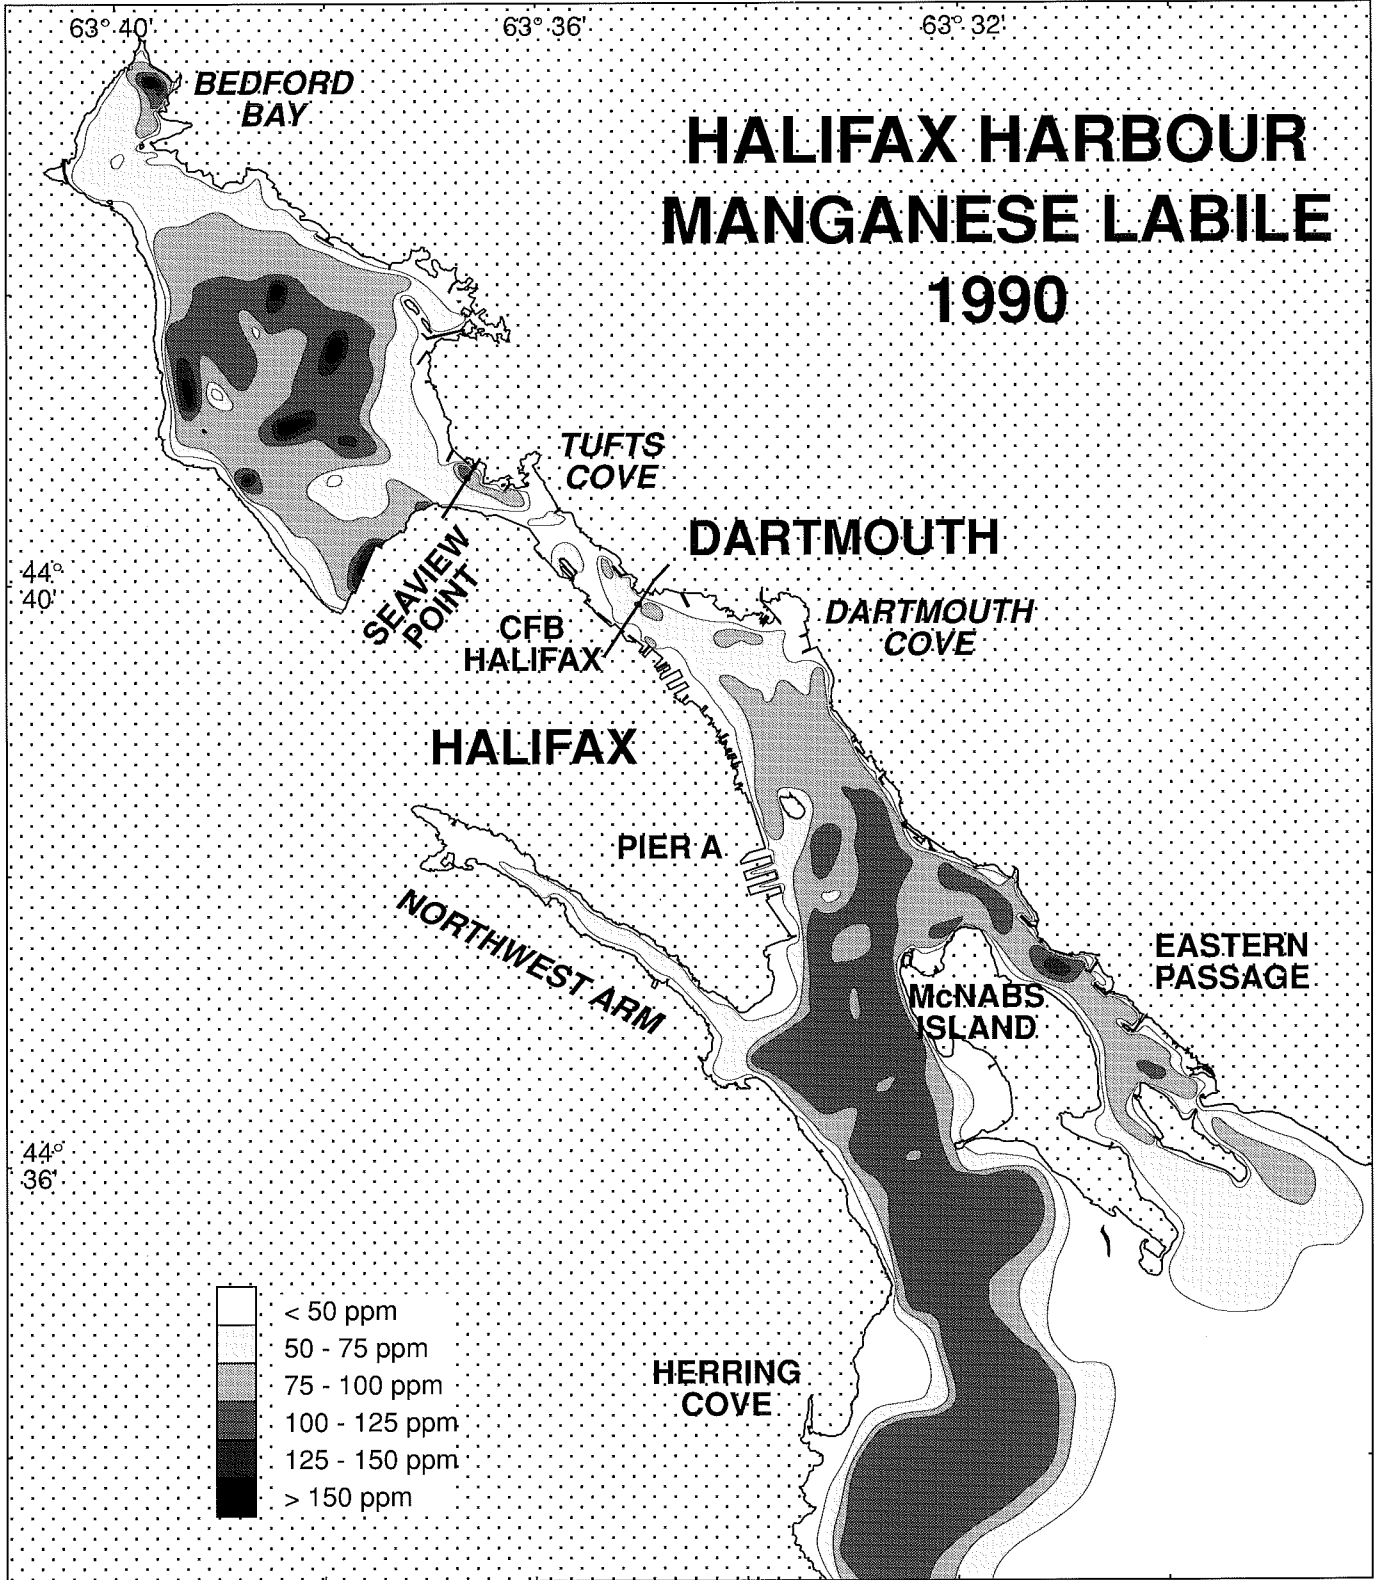 63° 40'
63° 36'
63° 32'
BEDFORD
BAY
HALIFAX HARBOUR
MANGANESE LABILE
1990
TUFTS
COVE
DARTMOUTH
SEAVIEW
POINT
44°
40'
CFB
HALIFAX
DARTMOUTH
COVE
HALIFAX
PIER A
NORTHWEST ARM
EASTERN
PASSAGE
McNABS
ISLAND
44°
36'
< 50 ppm
50 - 75 ppm
75 - 100 ppm
100 - 125 ppm
125 - 150 ppm
> 150 ppm
HERRING
COVE